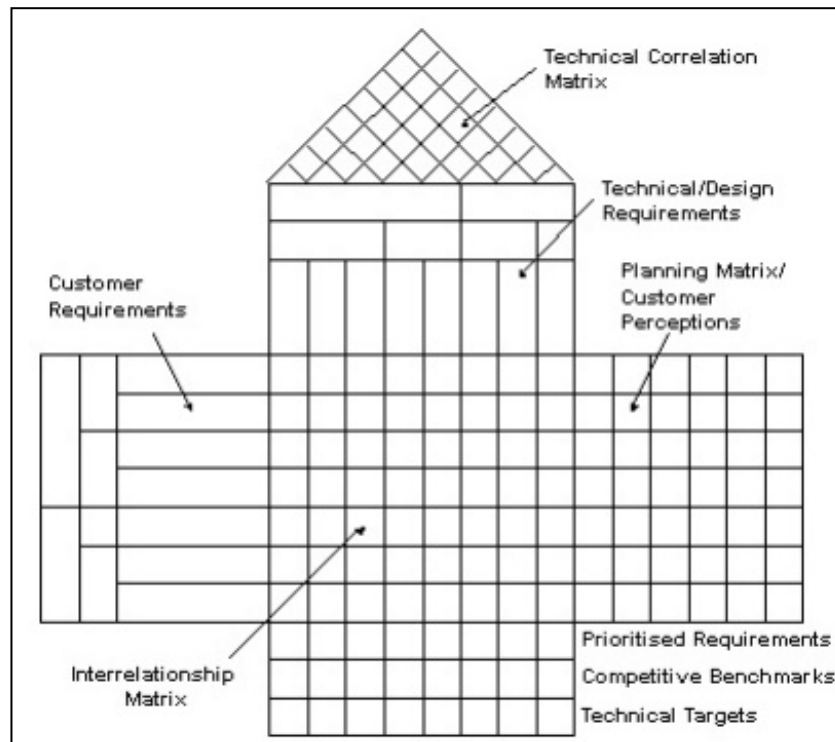 Technical Correlation
Matrix
Technical/Design
Requirements
Customer
Requirements
Planning Matrix/
Customer
Perceptions
Interrelationship
Matrix
Prioritised Requirements
Competitive Benchmarks
Technical Targets